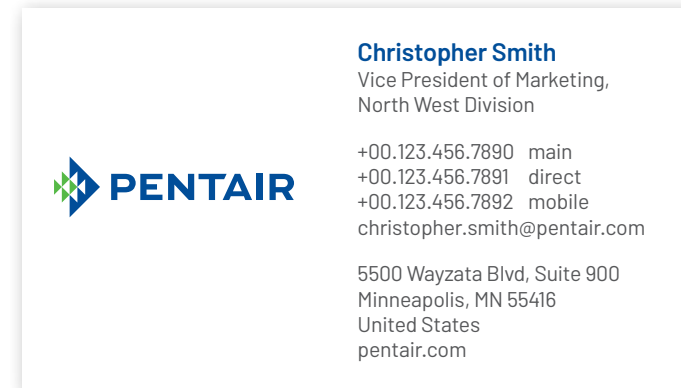 PENTAIR
Christopher Smith
Vice President of Marketing,
North West Division
+00.123.456.7890 main
+00.123.456.7891 direct
+00.123.456.7892 mobile
christopher.smith@pentair.com
5500 Wayzata Blvd, Suite 900
Minneapolis, MN 55416
United States
pentair.com